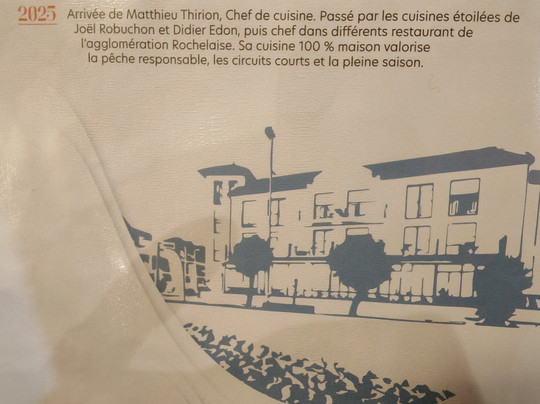 2025 Arrivée de Matthieu Thirion, Chef de cuisine. Passé par les cuisines étoilées de
Joël Robuchon et Didier Edon, puis chef dans différents restaurant de
l'agglomération Rochelaise. Sa cuisine 100 % maison valorise
la pêche responsable, les circuits courts et la pleine saison.